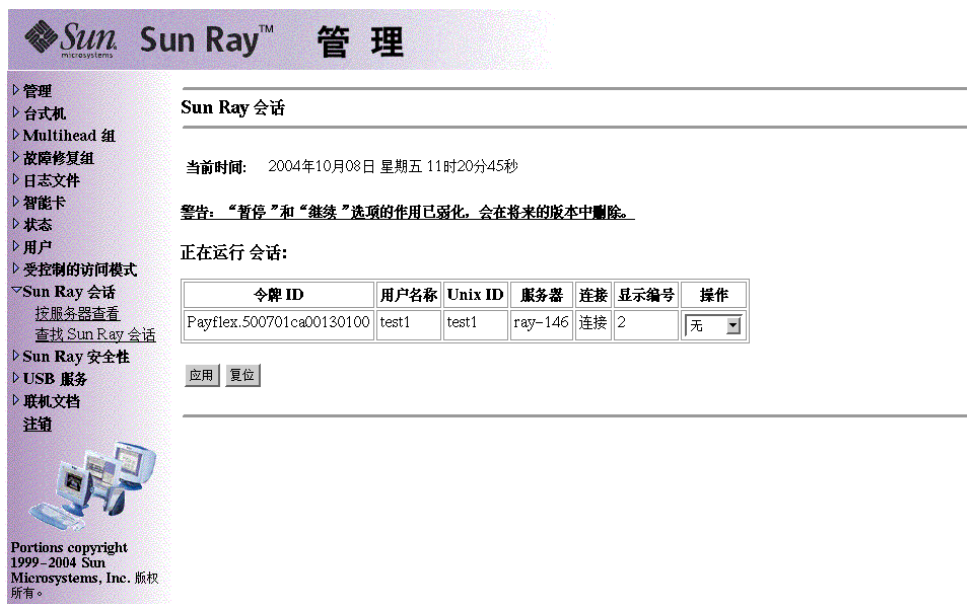 Sun microsystems Sun Ray™ 管 理
管理
台式机
Multihead 组
故障修复组
日志文件
智能卡
状态
用户
受控制的访问模式
Sun Ray 会话
按服务器查看
查找 Sun Ray 会话
Sun Ray 安全性
USB 服务
联机文档
注销
Portions copyright
1999-2004 Sun
Microsystems, Inc. 版权
所有。
Sun Ray 会话
当前时间: 2004年10月08日 星期五 11时20分45秒
警告: “暂停”和“继续”选项的作用已弱化, 会在将来的版本中删除。
正在运行 会话:
令牌 ID 用户名称 Unix ID 服务器 连接 显示编号 操作
Payflex.500701ca00130100 test1 test1 ray-146 连接 2 无
应用 复位